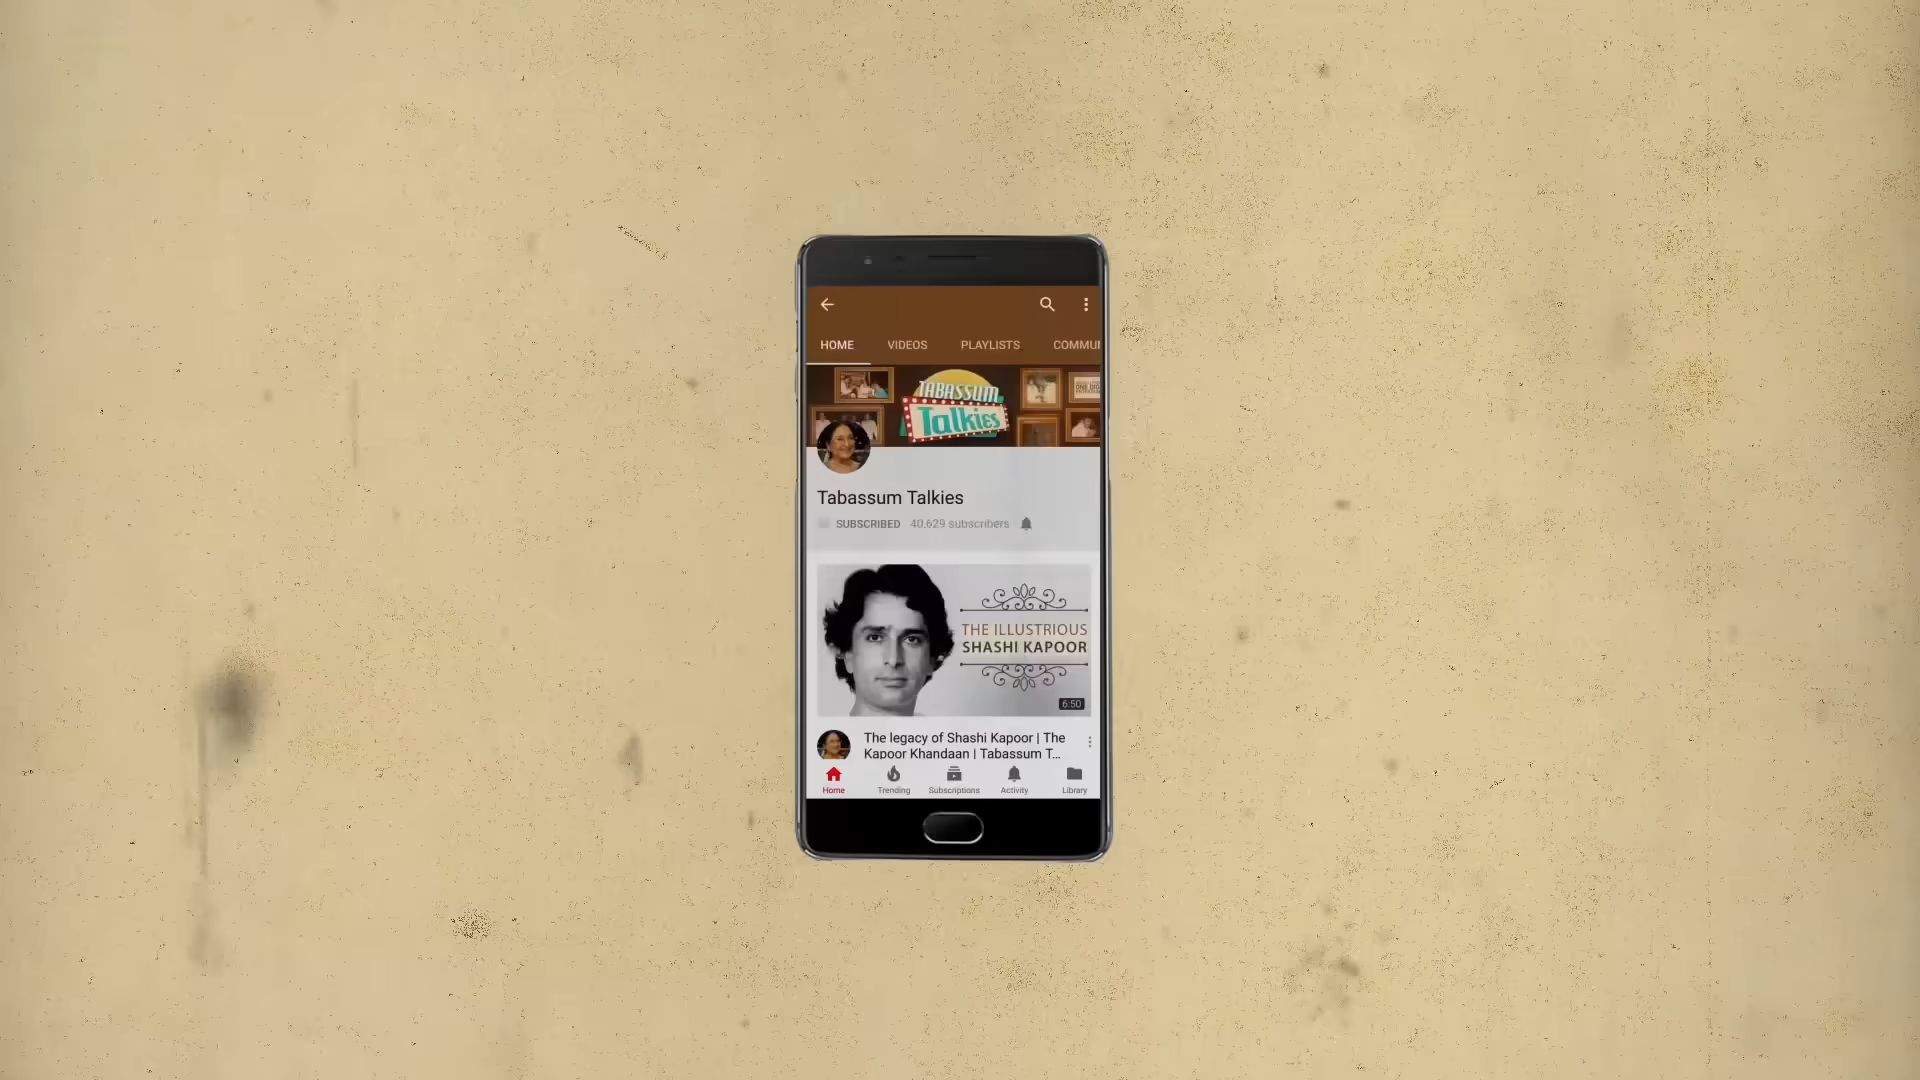 HOME VIDEOS PLAYLISTS COMMU
TABASSUM
Talkies
Tabassum Talkies
SUBSCRIBED 40,629 subscribers
THE ILLUSTRIOUS
SHASHI KAPOOR
6:50
The legacy of Shashi Kapoor | The
Kapoor Khandaan | Tabassum T...
Home Trending Subscriptions Activity Library